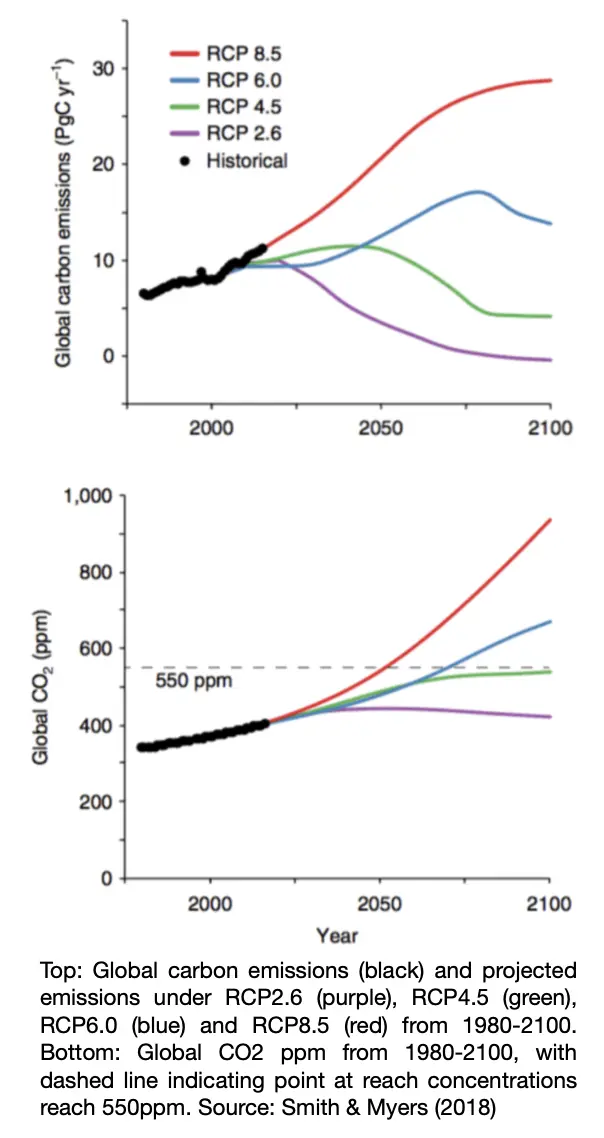 Global carbon emissions (PgC yr⁻¹)
30
20
10
0
RCP 8.5
RCP 6.0
RCP 4.5
RCP 2.6
Historical
2000
2050
2100
Global CO₂ (ppm)
1,000
800
600
400
200
0
550 ppm
2000
2050
2100
Year
Top: Global carbon emissions (black) and projected
emissions under RCP2.6 (purple), RCP4.5 (green),
RCP6.0 (blue) and RCP8.5 (red) from 1980-2100.
Bottom: Global CO2 ppm from 1980-2100, with
dashed line indicating point at reach concentrations
reach 550ppm. Source: Smith & Myers (2018)